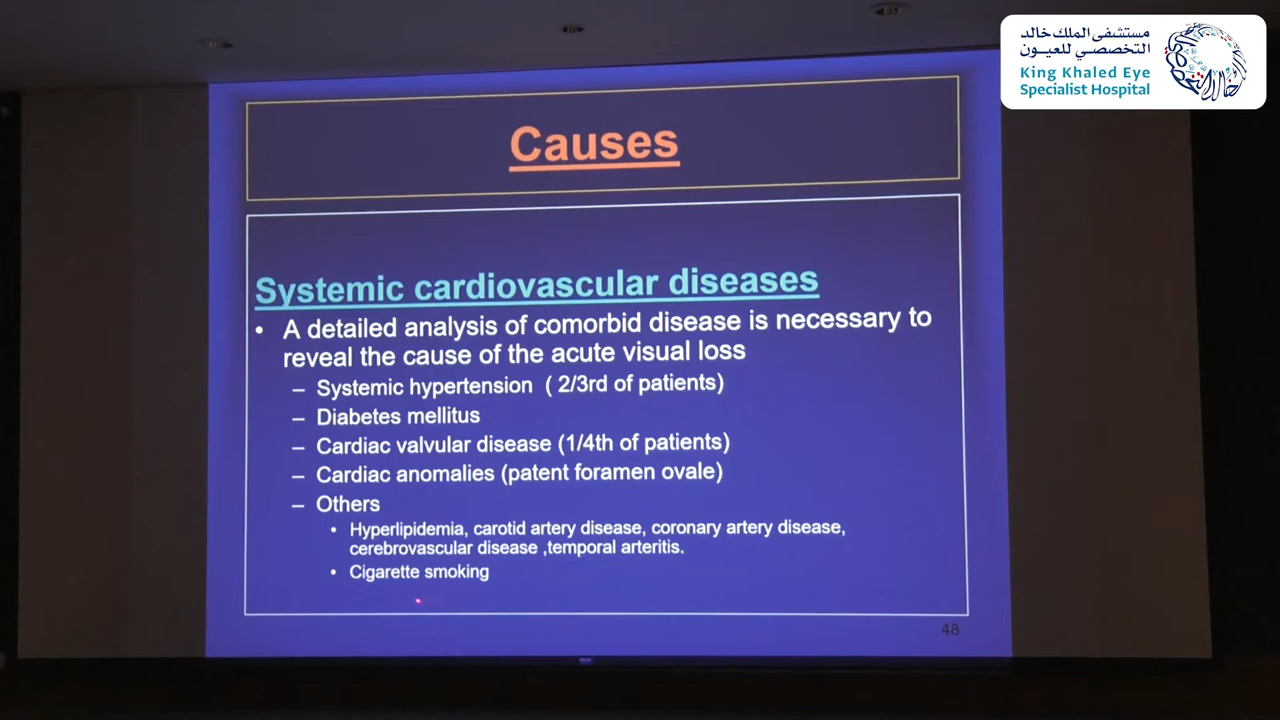 مستشفى الملك خالد
التخصصي للعيون
King Khaled Eye
Specialist Hospital
Causes
Systemic cardiovascular diseases
• A detailed analysis of comorbid disease is necessary to
reveal the cause of the acute visual loss
– Systemic hypertension ( 2/3rd of patients)
– Diabetes mellitus
– Cardiac valvular disease (1/4th of patients)
– Cardiac anomalies (patent foramen ovale)
– Others
• Hyperlipidemia, carotid artery disease, coronary artery disease,
cerebrovascular disease ,temporal arteritis.
• Cigarette smoking
48